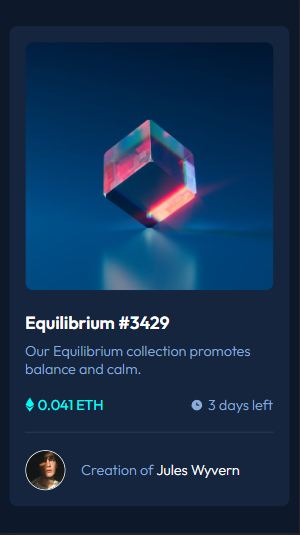 Equilibrium #3429
Our Equilibrium collection promotes
balance and calm.
0.041 ETH 3 days left
Creation of Jules Wyvern